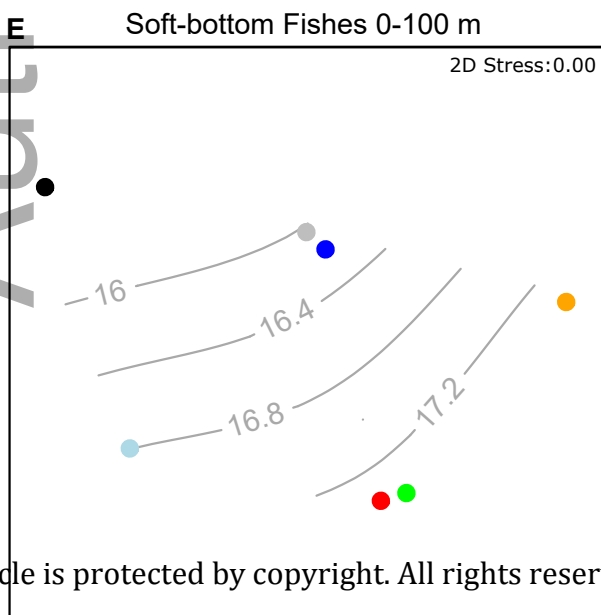 E
Soft-bottom Fishes 0-100 m
2D Stress:0.00
16
16.4
16.8
17.2
cle is protected by copyright. All rights reser